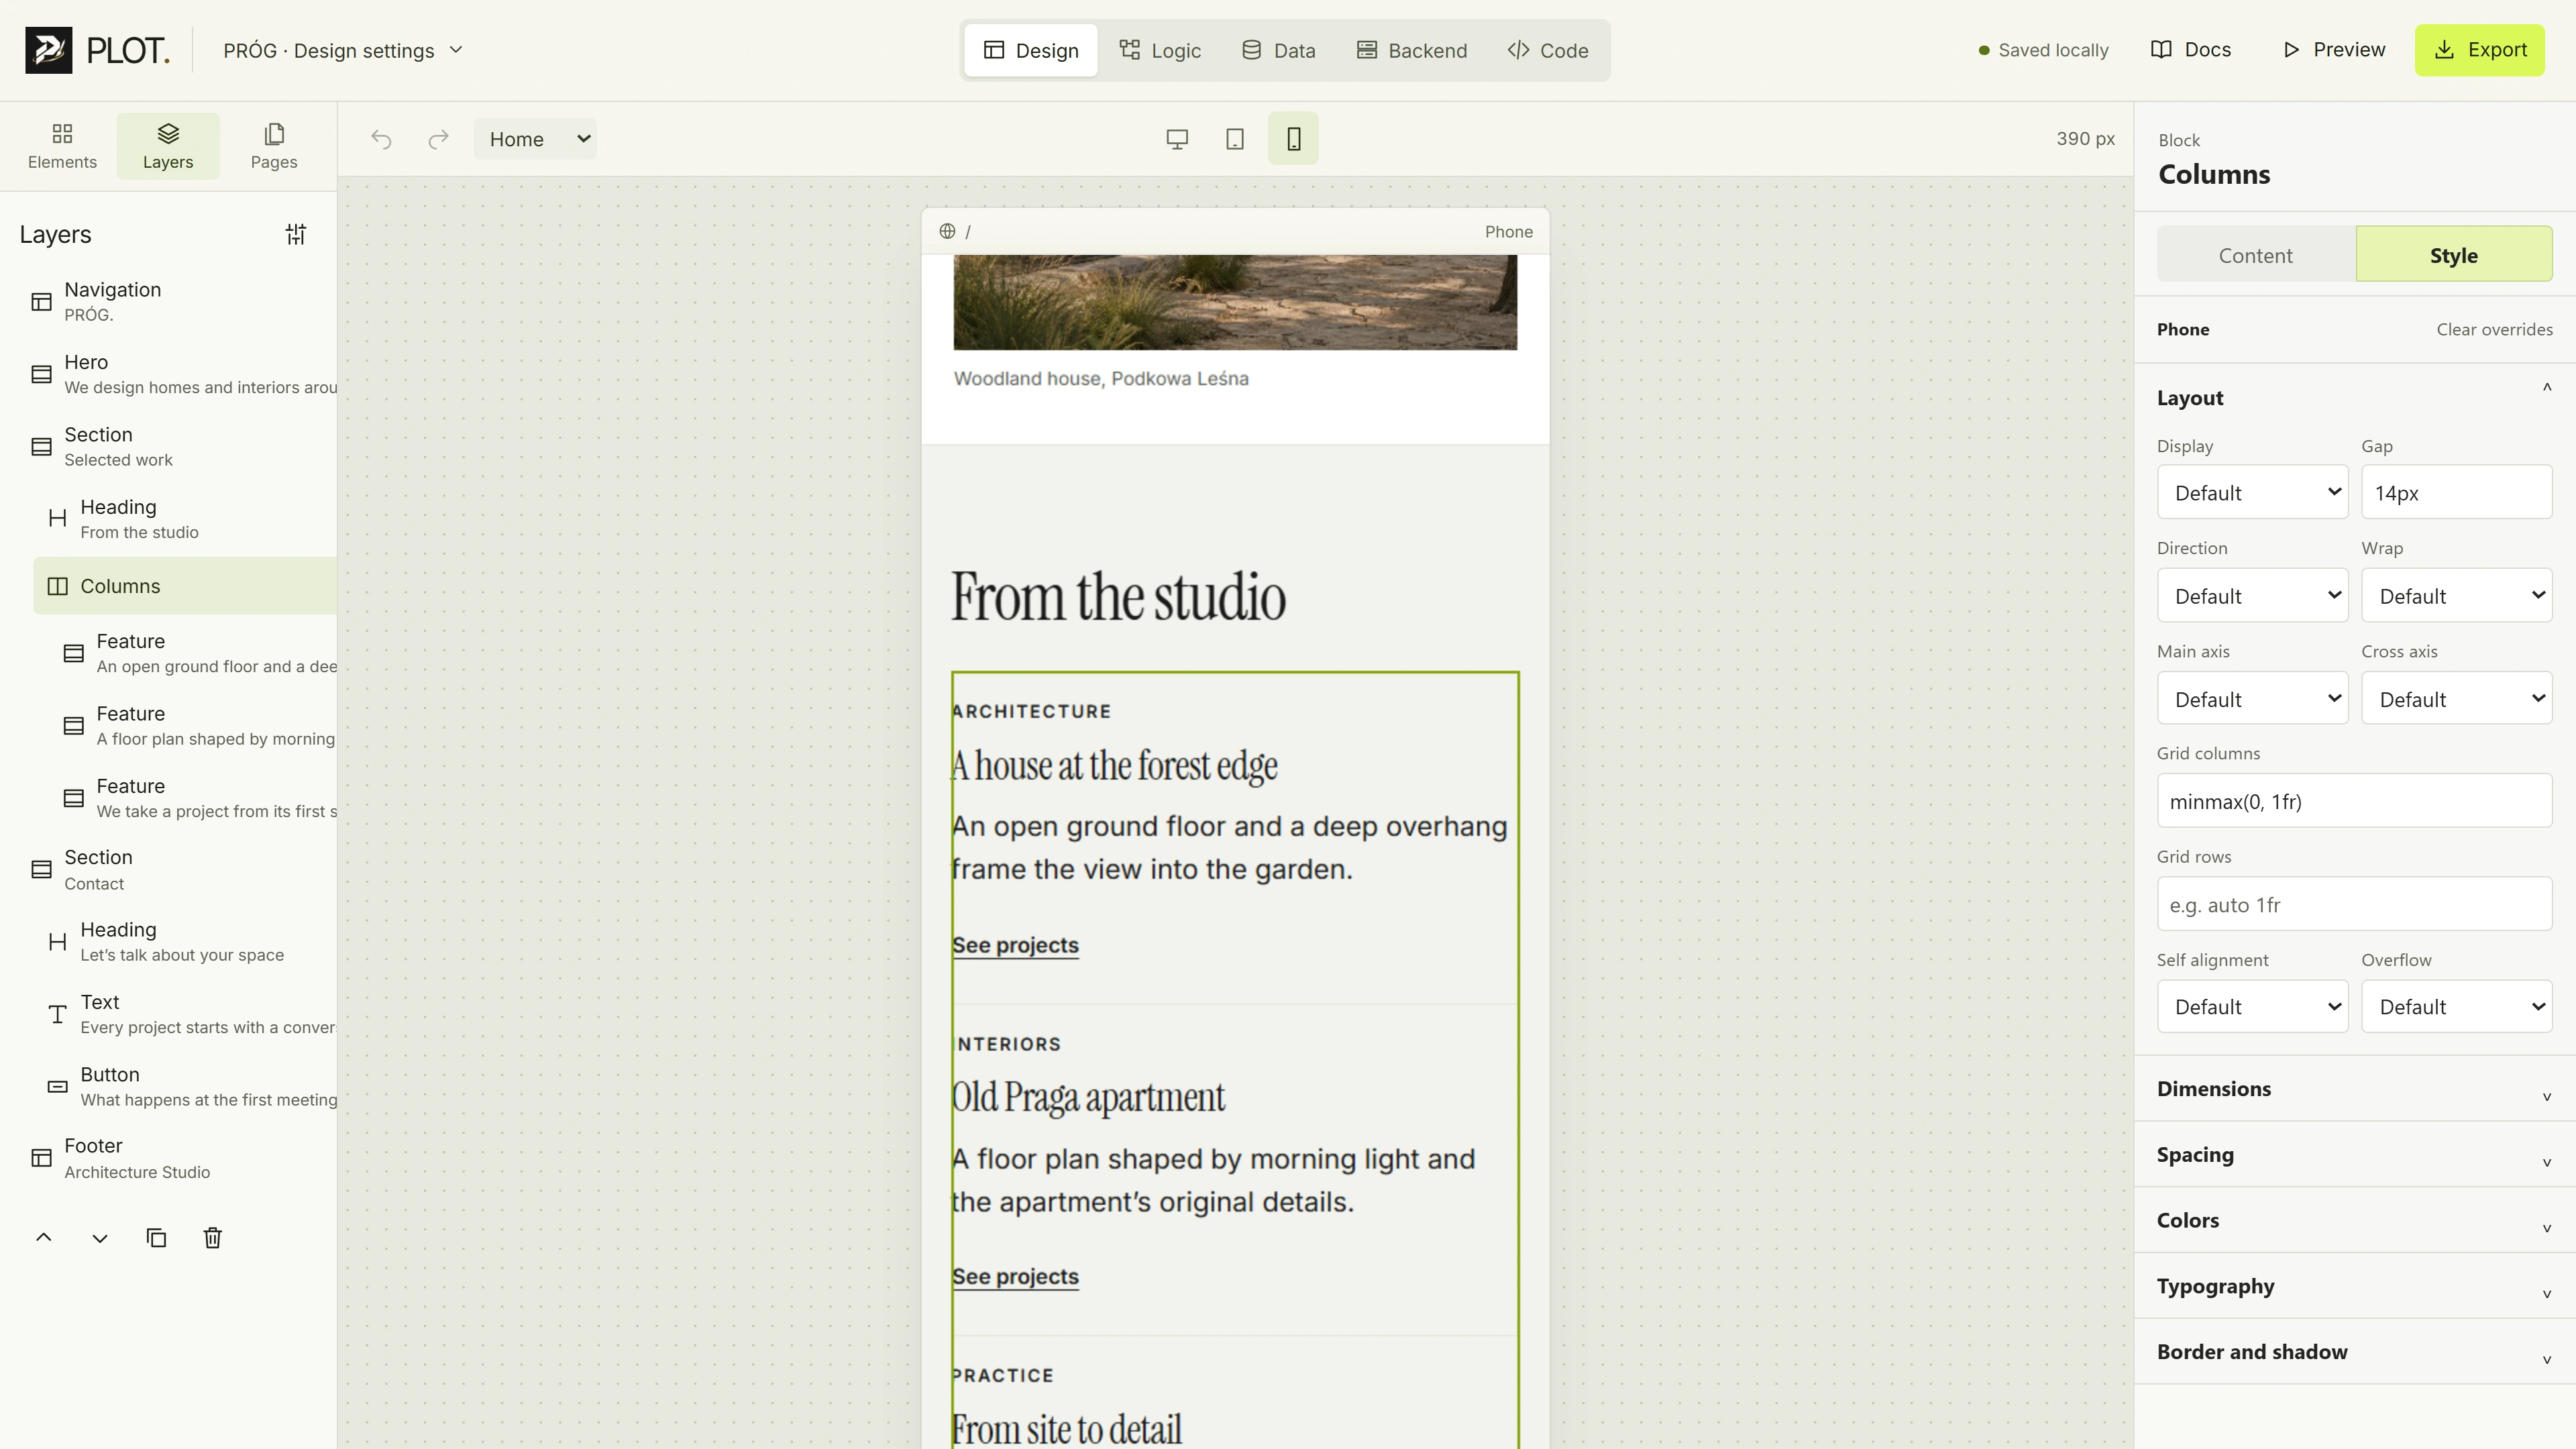 PLOT.
PRÓG · Design settings
Design
Logic
Data
Backend
Code
Saved locally
Docs
Preview
Export
Elements
Layers
Pages
Home
390 px
Layers
Navigation
PRÓG.
Hero
We design homes and interiors arou
Section
Selected work
Heading
From the studio
Columns
Feature
An open ground floor and a dee
Feature
A floor plan shaped by morning
Feature
We take a project from its first s
Section
Contact
Heading
Let’s talk about your space
Text
Every project starts with a conver
Button
What happens at the first meeting
Footer
Architecture Studio
/
Phone
Woodland house, Podkowa Leśna
From the studio
ARCHITECTURE
A house at the forest edge
An open ground floor and a deep overhang
frame the view into the garden.
See projects
INTERIORS
Old Praga apartment
A floor plan shaped by morning light and
the apartment’s original details.
See projects
PRACTICE
From site to detail
Block
Columns
Content
Style
Phone
Clear overrides
Layout
Display
Gap
Default
14px
Direction
Wrap
Default
Default
Main axis
Cross axis
Default
Default
Grid columns
minmax(0, 1fr)
Grid rows
e.g. auto 1fr
Self alignment
Overflow
Default
Default
Dimensions
Spacing
Colors
Typography
Border and shadow